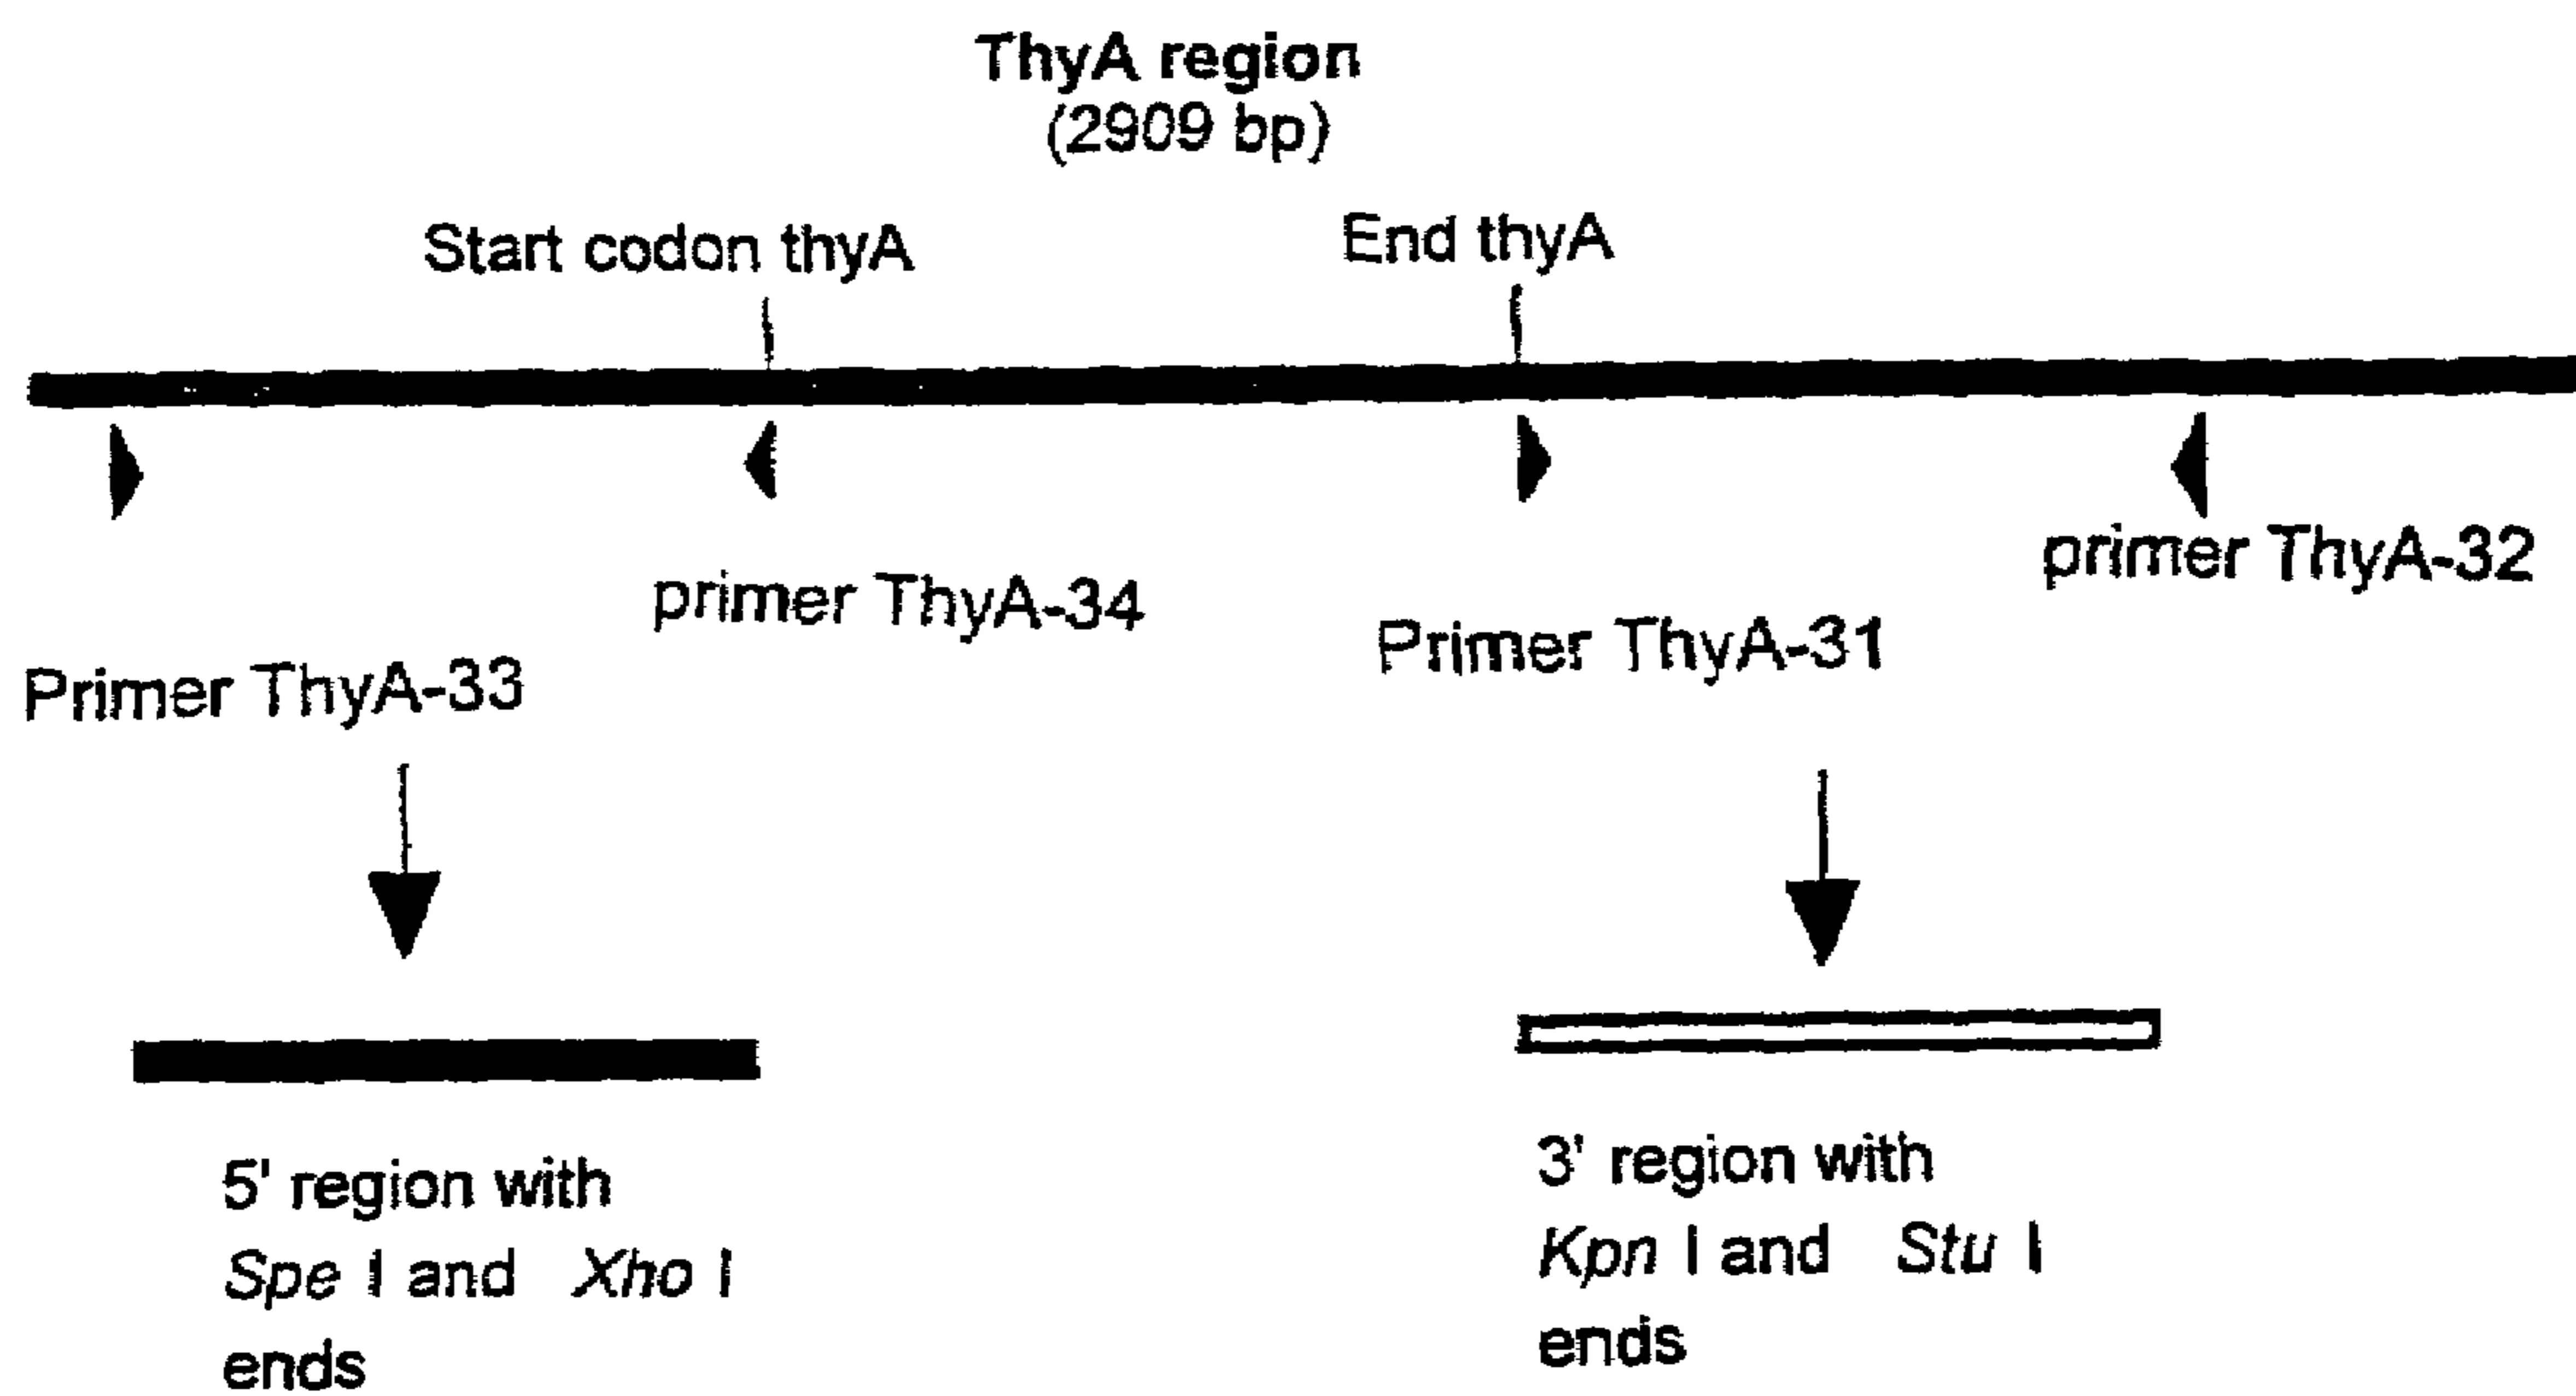 ThyA region
(2909 bp)
Start codon thyA
End thyA
primer ThyA-32
primer ThyA-34
Primer ThyA-31
Primer ThyA-33
5' region with
Spe I and Xho I
ends
3' region with
Kpn I and Stu I
ends